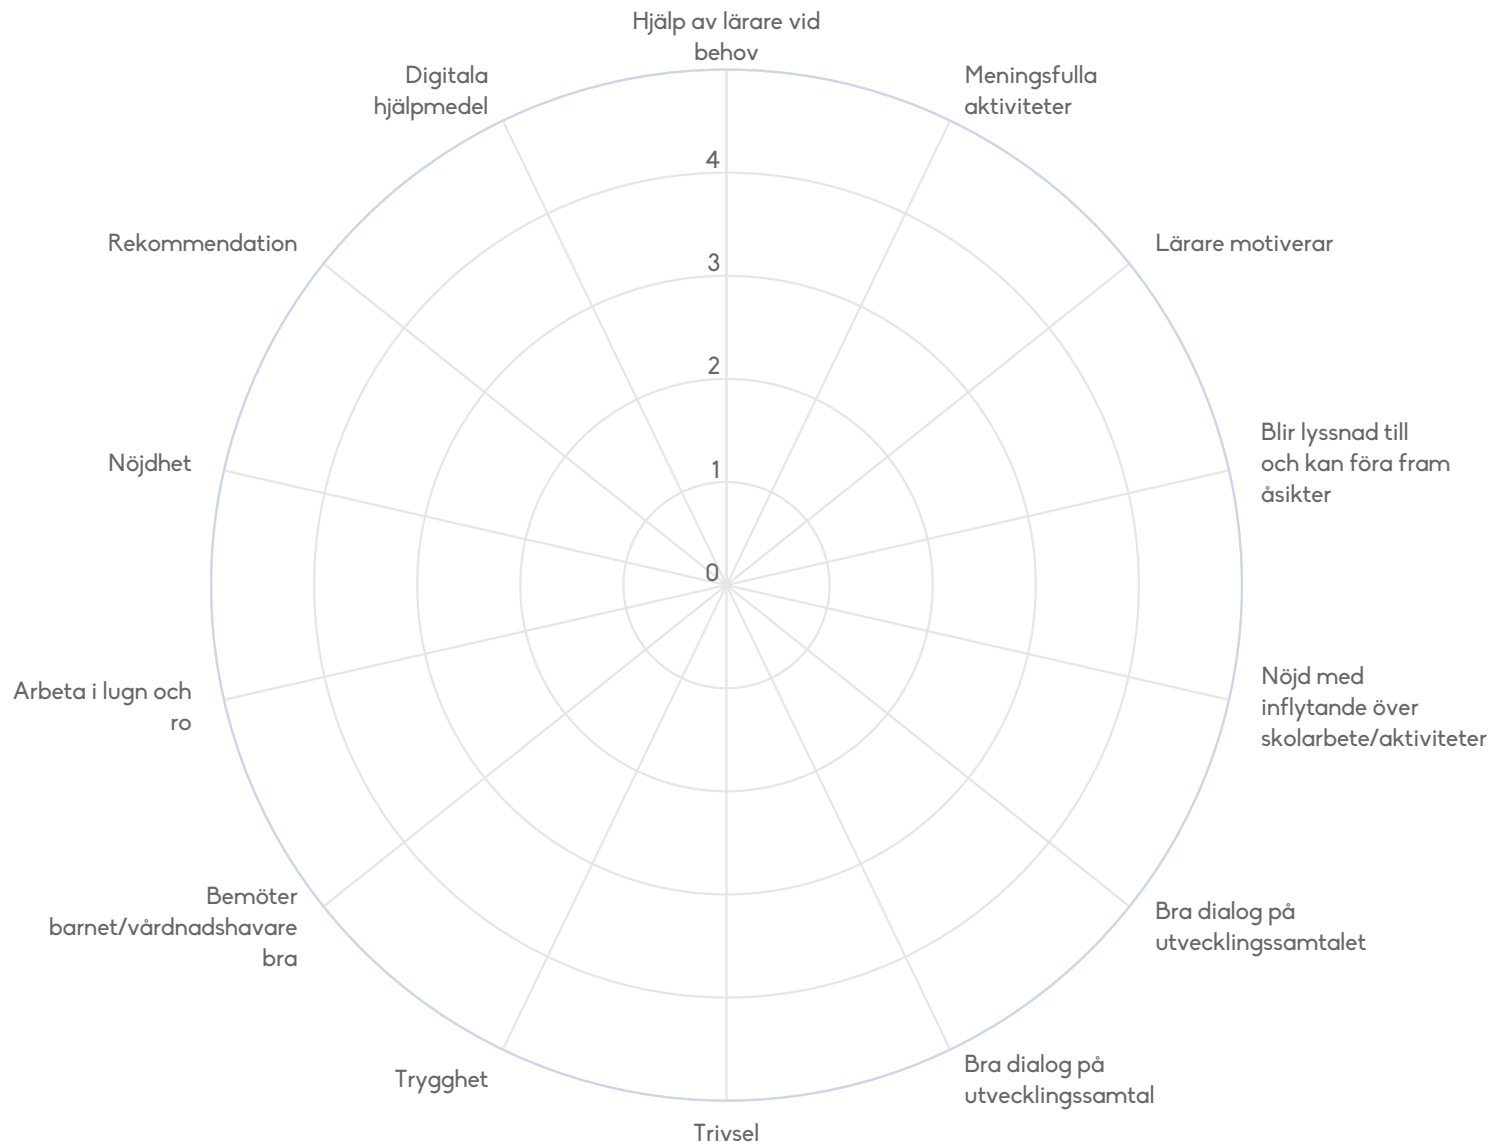 Hjälp av lärare vid
behov
Meningsfulla
aktiviteter
Lärare motiverar
Blir lyssnad till
och kan föra fram
åsikter
Nöjd med
inflytande över
skolarbete/aktiviteter
Bra dialog på
utvecklingssamtalet
Bra dialog på
utvecklingssamtal
Trivsel
Trygghet
Bemöter
barnet/vårdnadshavare
bra
Arbeta i lugn och
ro
Nöjdhet
Rekommendation
Digitala
hjälpmedel
4
3
2
1
0